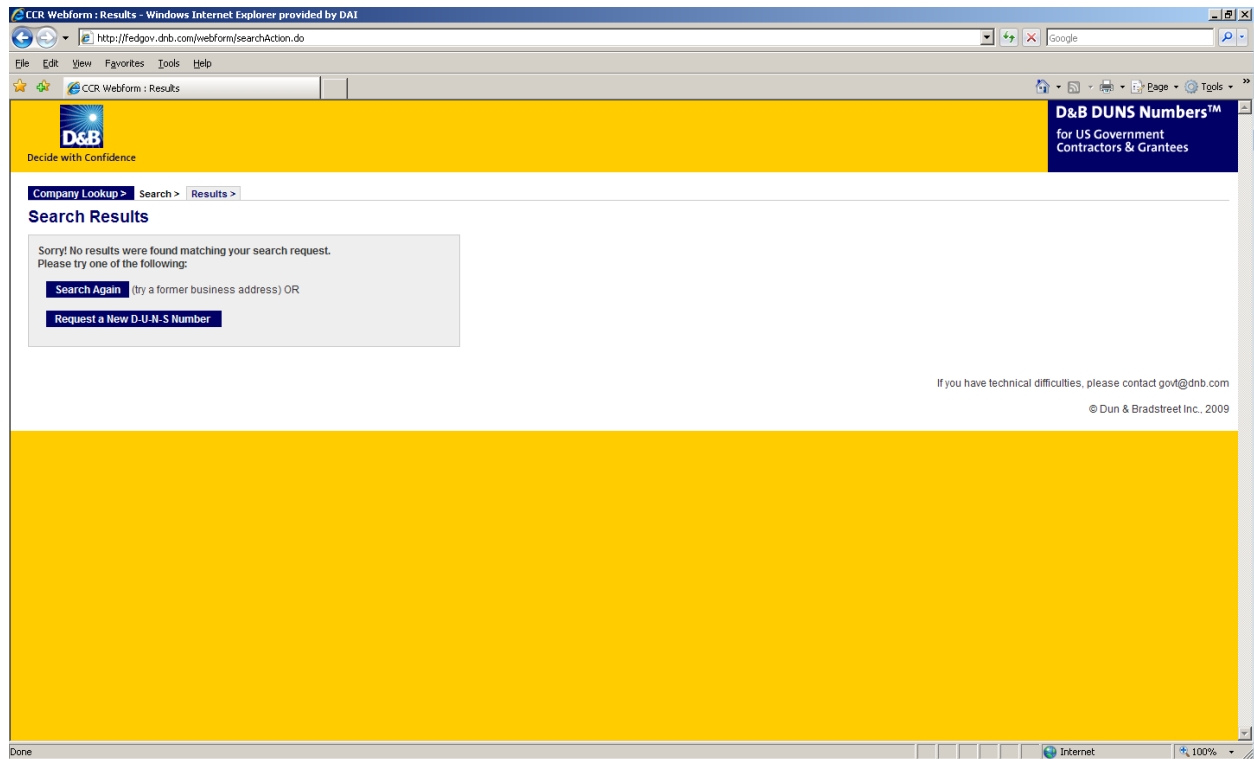 CCR Webform : Results - Windows Internet Explorer provided by DAI
http://fedgov.dnb.com/webform/searchAction.do
Google
File Edit View Favorites Tools Help
CCR Webform : Results
Page Tools »
D&B
Decide with Confidence
D&B DUNS Numbers™
for US Government
Contractors & Grantees
Company Lookup > Search > Results >
Search Results
Sorry! No results were found matching your search request.
Please try one of the following:
Search Again (try a former business address) OR
Request a New D-U-N-S Number
If you have technical difficulties, please contact govt@dnb.com
© Dun & Bradstreet Inc., 2009
Done Internet 100%